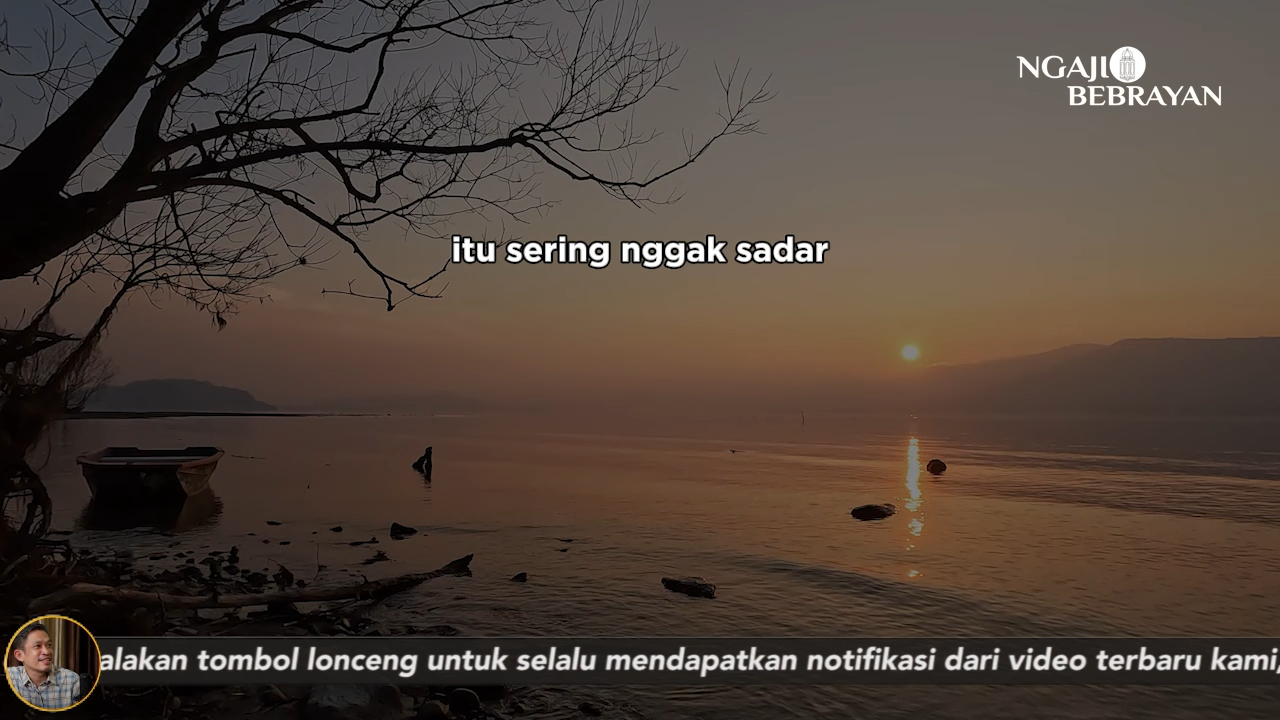 NGAJI
BEBRAYAN
itu sering nggak sadar
alakan tombol lonceng untuk selalu mendapatkan notifikasi dari video terbaru kami,